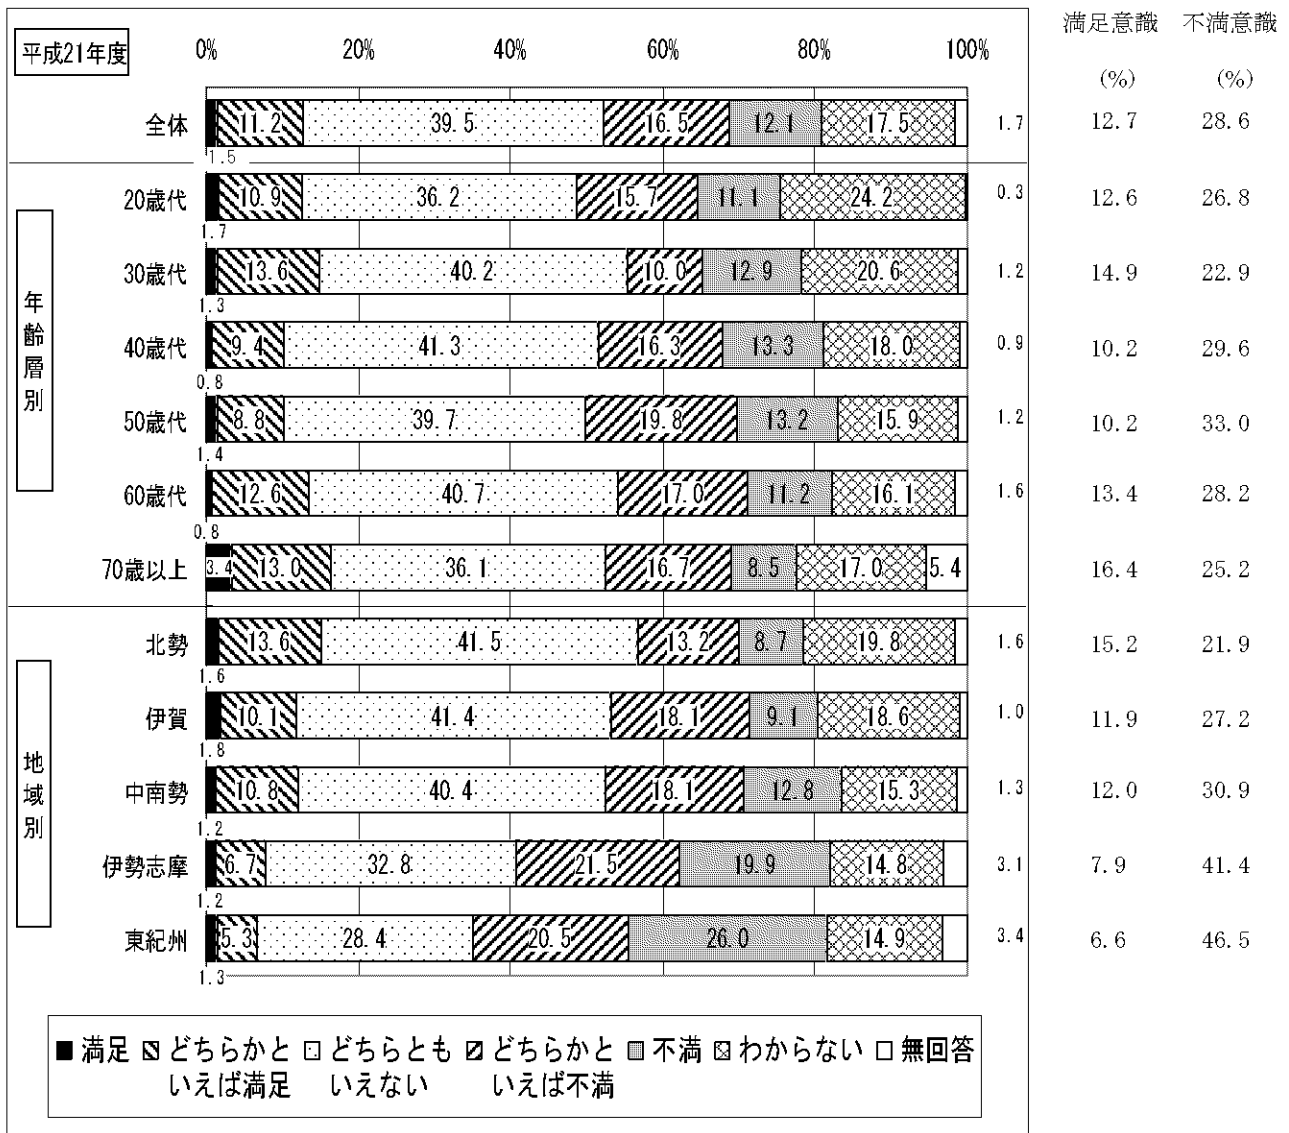 満足意識 不満意識
平成21年度 0% 20% 40% 60% 80% 100%
(%) (%)
全体 11.2 39.5 16.5 12.1 17.5 1.7 12.7 28.6
1.5
20歳代 10.9 36.2 15.7 11.1 24.2 0.3 12.6 26.8
1.7
30歳代 13.6 40.2 10.0 12.9 20.6 1.2 14.9 22.9
1.3
年齢層別
40歳代 9.4 41.3 16.3 13.3 18.0 0.9 10.2 29.6
0.8
50歳代 8.8 39.7 19.8 13.2 15.9 1.2 10.2 33.0
1.4
60歳代 12.6 40.7 17.0 11.2 16.1 1.6 13.4 28.2
0.8
70歳以上 3.4 13.0 36.1 16.7 8.5 17.0 5.4 16.4 25.2
北勢 13.6 41.5 13.2 8.7 19.8 1.6 15.2 21.9
1.6
伊賀 10.1 41.4 18.1 9.1 18.6 1.0 11.9 27.2
1.8
地域別
中南勢 10.8 40.4 18.1 12.8 15.3 1.3 12.0 30.9
1.2
伊勢志摩 6.7 32.8 21.5 19.9 14.8 3.1 7.9 41.4
1.2
東紀州 5.3 28.4 20.5 26.0 14.9 3.4 6.6 46.5
1.3
満足 どちらかと どちらとも どちらかと 不満 わからない 無回答
いえば満足 いえない いえば不満